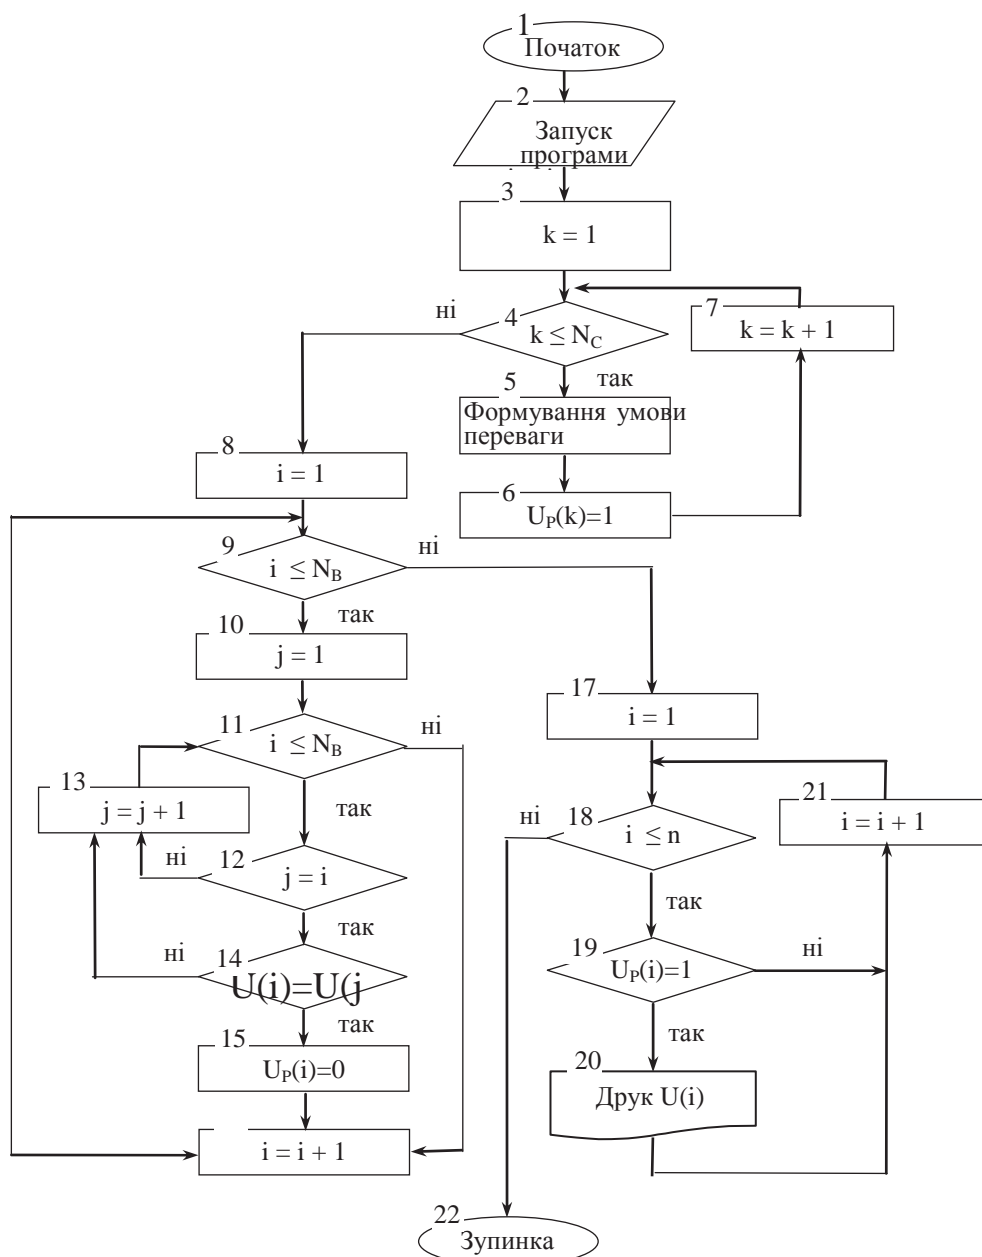 1
Початок
2
Запуск
програми
3
k = 1
ні
4
k ≤ N_C
7
k = k + 1
так
5
Формування умови
переваги
6
U_P(k)=1
8
i = 1
9
i ≤ N_B
ні
так
10
j = 1
11
i ≤ N_B
ні
13
j = j + 1
так
ні
12
j = i
так
ні
14
U(i)=U(j
так
15
U_P(i)=0
i = i + 1
17
i = 1
21
i = i + 1
ні
18
i ≤ n
так
19
U_P(i)=1
ні
так
20
Друк U(i)
22
Зупинка